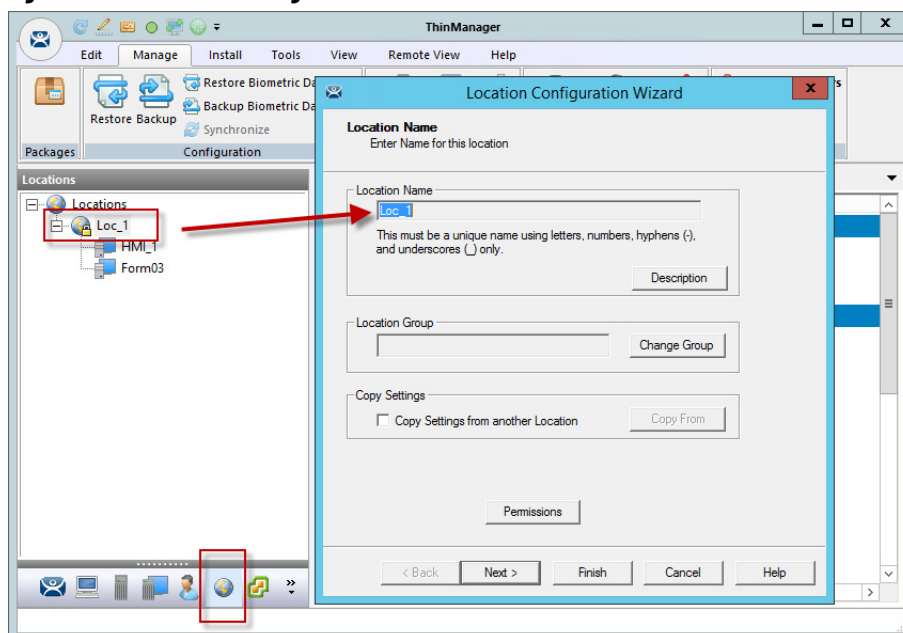 ThinManager
Edit Manage Install Tools View Remote View Help
Restore Biometric Da
Backup Biometric Da
Restore Backup
Synchronize
Packages Configuration
Location Configuration Wizard
Location Name
Enter Name for this location
Locations
Locations
Loc_1
HMI_1
Form03
Location Name
Loc_1
This must be a unique name using letters, numbers, hyphens (-),
and underscores (_) only.
Description
Location Group
Change Group
Copy Settings
Copy Settings from another Location Copy From
Permissions
< Back Next > Finish Cancel Help